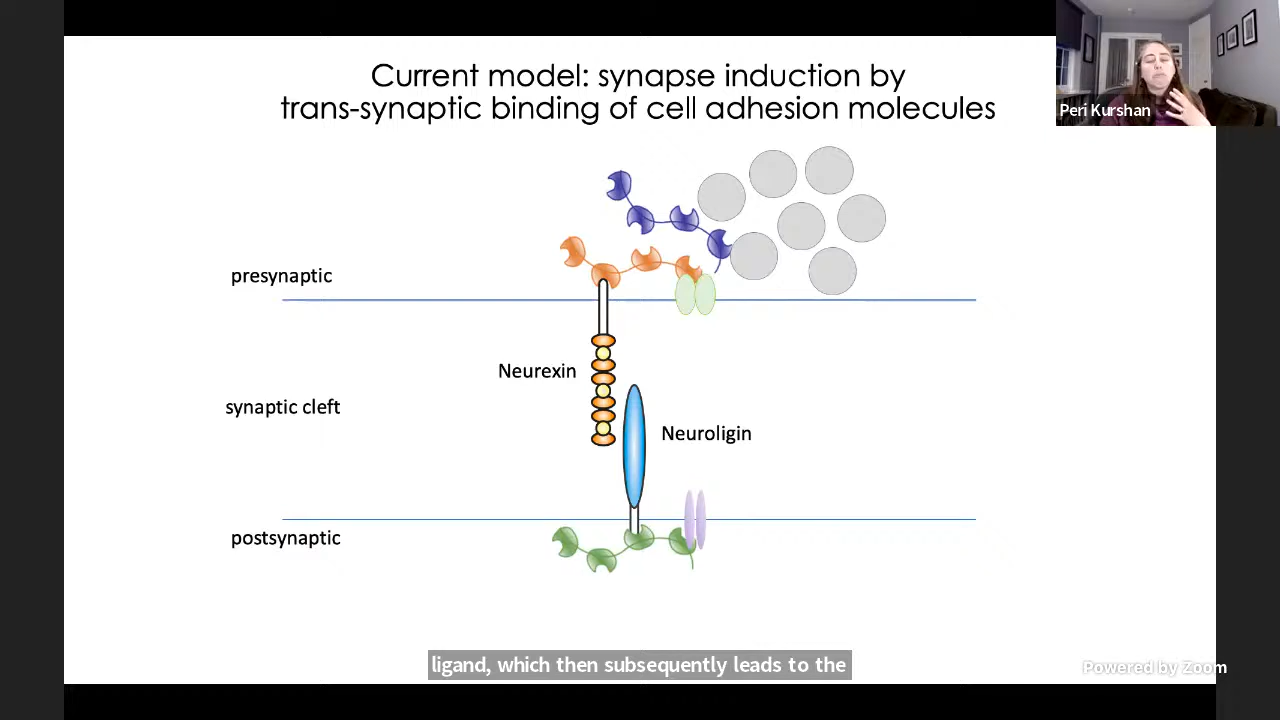 Current model: synapse induction by
trans-synaptic binding of cell adhesion molecules
Peri Kurshan
presynaptic
Neurexin
synaptic cleft
Neuroligin
postsynaptic
ligand, which then subsequently leads to the
Powered by Zoom